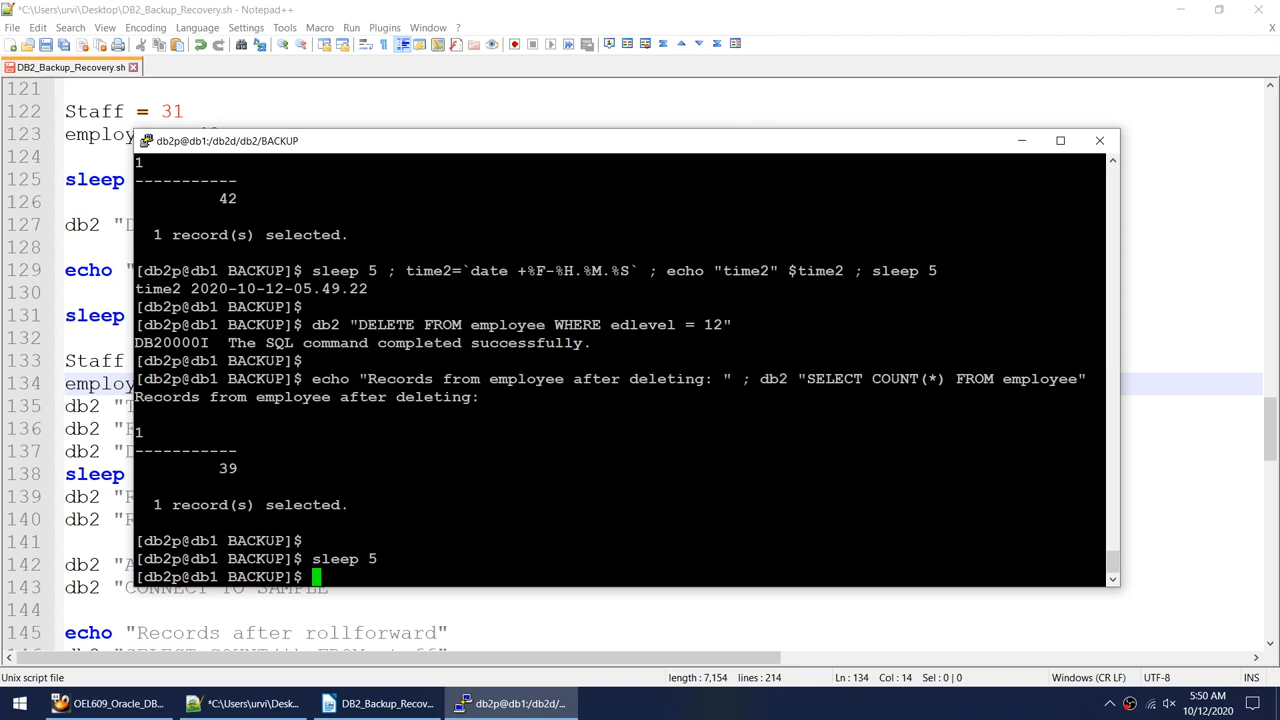 *C:\Users\urvi\Desktop\DB2_Backup_Recovery.sh - Notepad++
File Edit Search View Encoding Language Settings Tools Macro Run Plugins Window
X
DB2_Backup_Recovery.sh
121
122 Staff = 31
123 employ
124
125 sleep
126
127 db2 "D
128
129 echo "
130
131 sleep
132
133 Staff
134 employ
135 db2 "T
136 db2 "E
137 db2 "D
138 sleep
139 db2 "R
140 db2 "R
141
142 db2 "A
143 db2 "CONNECT TO SAMPLE
144
145 echo "Records after rollforward"
db2p@db1:/db2d/db2/BACKUP
1
-----------
42
1 record(s) selected.
[db2p@db1 BACKUP]$ sleep 5 ; time2=`date +%F-%H.%M.%S` ; echo "time2" $time2 ; sleep 5
time2 2020-10-12-05.49.22
[db2p@db1 BACKUP]$
[db2p@db1 BACKUP]$ db2 "DELETE FROM employee WHERE edlevel = 12"
DB20000I  The SQL command completed successfully.
[db2p@db1 BACKUP]$
[db2p@db1 BACKUP]$ echo "Records from employee after deleting: " ; db2 "SELECT COUNT(*) FROM employee"
Records from employee after deleting:
1
-----------
39
1 record(s) selected.
[db2p@db1 BACKUP]$
[db2p@db1 BACKUP]$ sleep 5
[db2p@db1 BACKUP]$
Unix script file length : 7,154 lines : 214 Ln : 134 Col : 14 Sel : 0 | 0 Windows (CR LF) UTF-8 INS
OEL609_Oracle_DB... *C:\Users\urvi\Desk... DB2_Backup_Recov... db2p@db1:/db2d/... 5:50 AM
10/12/2020